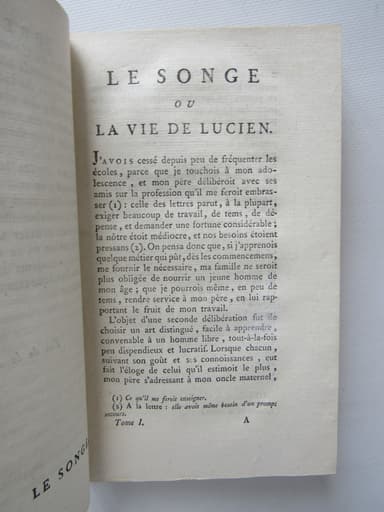 LE SONGE
OU
LA VIE DE LUCIEN.
J'AVOIS cessé depuis peu de fréquenter les
écoles, parce que je touchois à mon ado-
lescence, et mon père délibéroit avec ses
amis sur la profession qu'il me feroit embras-
ser (1) : celle des lettres parut, à la plupart,
exiger beaucoup de travail, de tems, de dé-
pense, et demander une fortune considérable ;
la nôtre étoit médiocre, et nos besoins étoient
pressans (2). On pensa donc que, si j'apprenois
quelque métier qui pût, dès les commencemens,
me fournir le nécessaire, ma famille ne seroit
plus obligée de nourrir un jeune homme de
mon âge ; que je pourrois même, en peu de
tems, rendre service à mon père, en lui rap-
portant le fruit de mon travail.
L'objet d'une seconde délibération fut de
choisir un art distingué, facile à apprendre,
convenable à un homme libre, tout-à-la-fois
peu dispendieux et lucratif. Lorsque chacun,
suivant son goût et ses connoissances, eut
fait l'éloge de celui qu'il estimoit le plus,
mon père s'adressant à mon oncle maternel,
(1) Ce qu'il me feroit enseigner.
(2) A la lettre : elle avoit même besoin d'un prompt
secours.
Tome I. A
LE SONGE